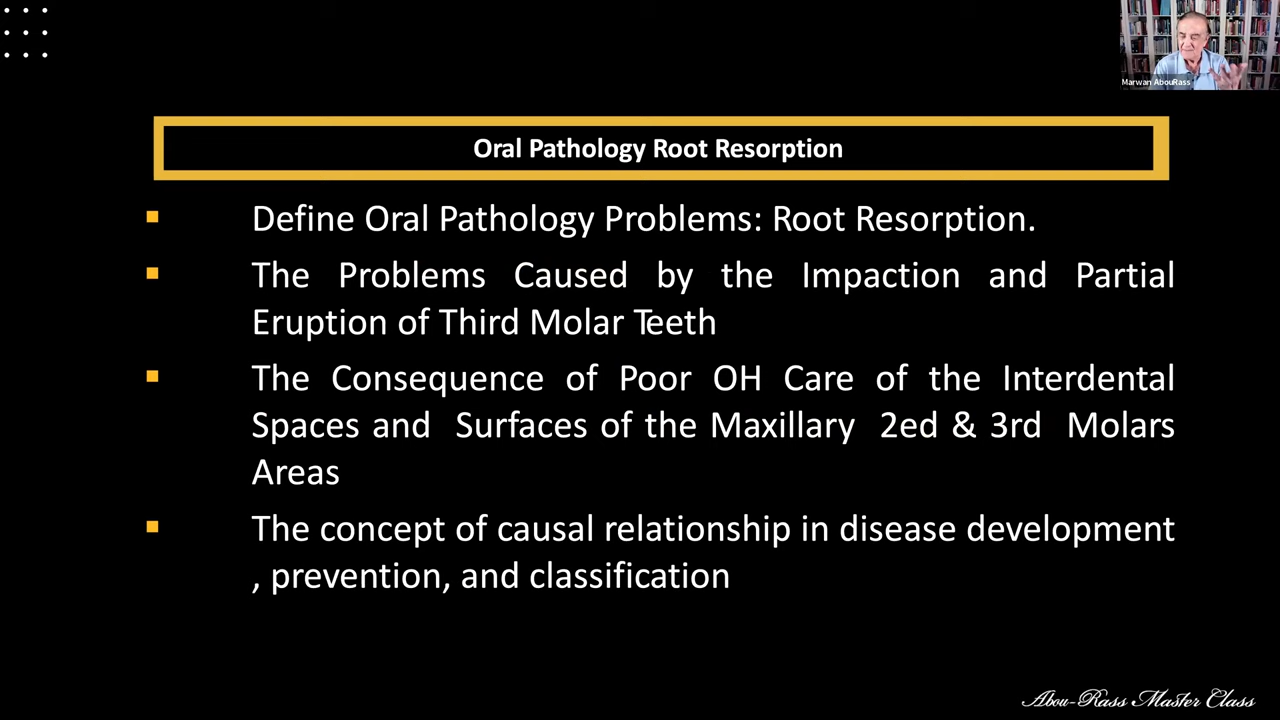 Marwan AbouRass
Oral Pathology Root Resorption
Define Oral Pathology Problems: Root Resorption.
The Problems Caused by the Impaction and Partial
Eruption of Third Molar Teeth
The Consequence of Poor OH Care of the Interdental
Spaces and Surfaces of the Maxillary 2ed & 3rd Molars
Areas
The concept of causal relationship in disease development
, prevention, and classification
Abou-Rass Master Class